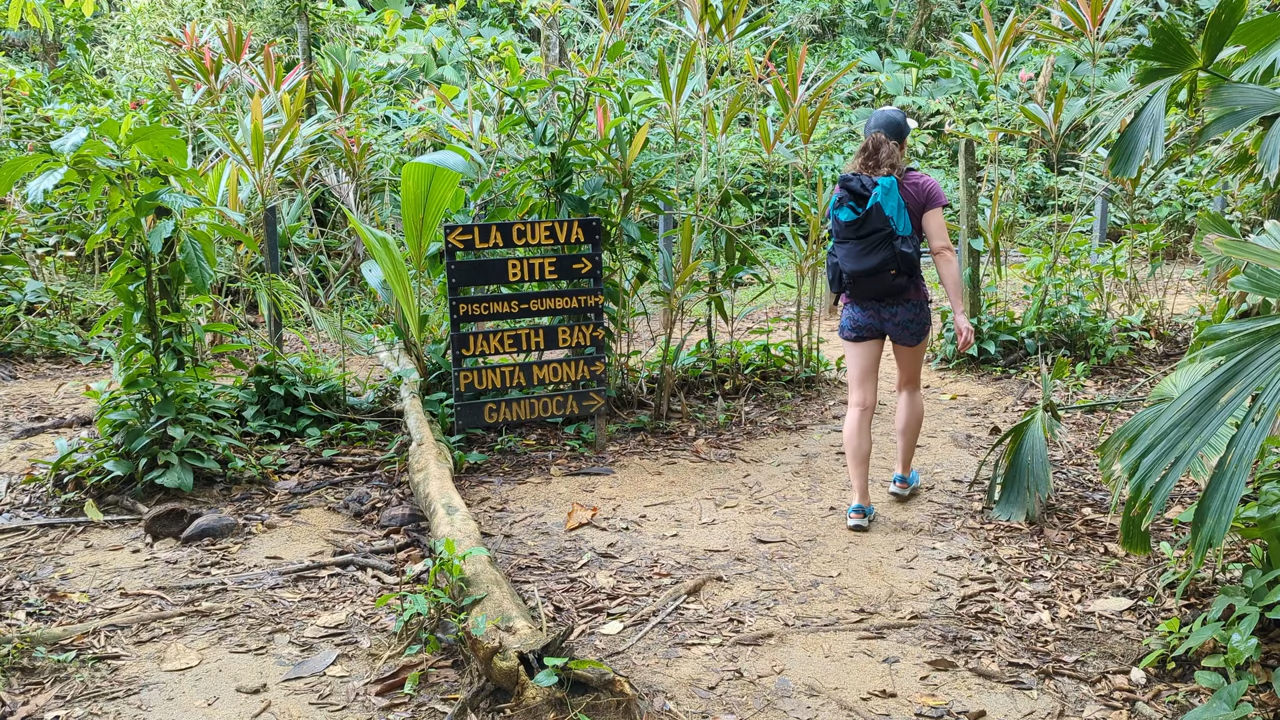 ←LA CUEVA
BITE →
PISCINAS-GUNBOATH→
JAKETH BAY→
PUNTA MONA→
GANDOCA →